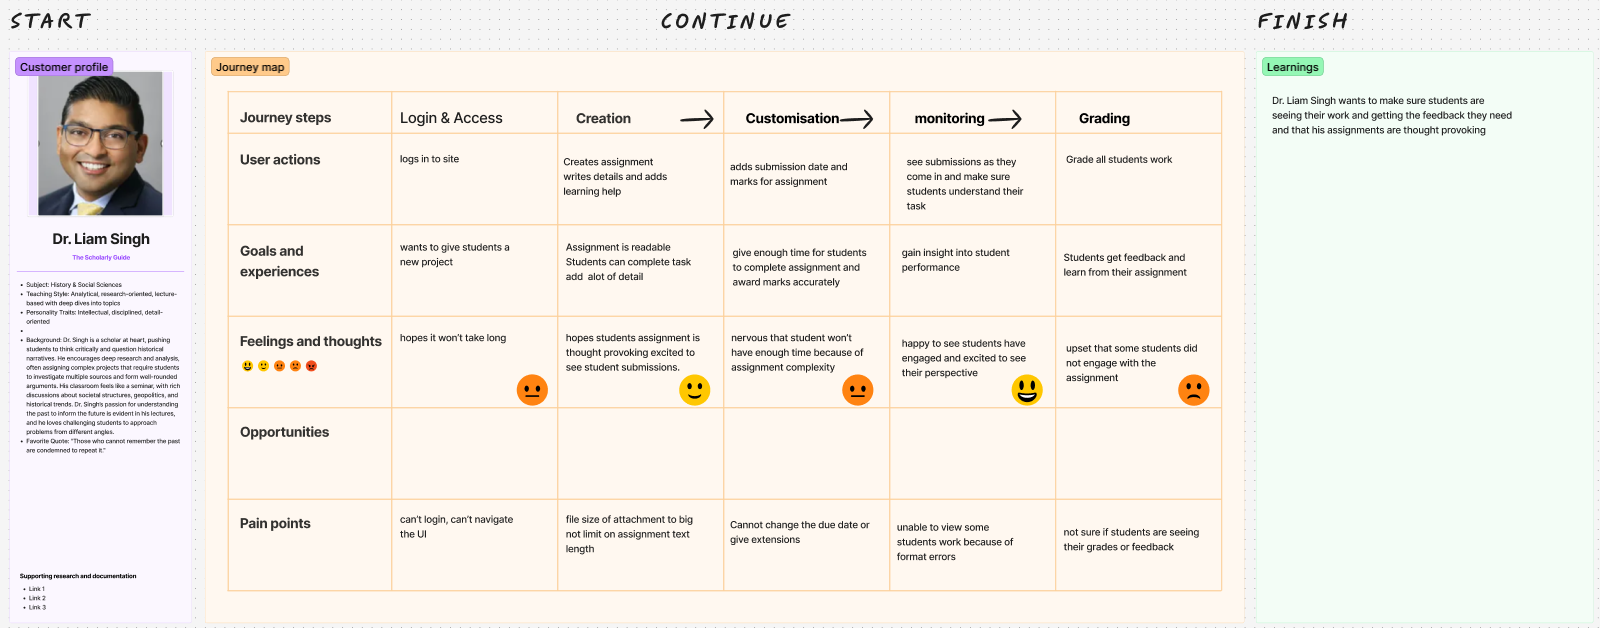 START
CONTINUE
FINISH
Customer profile
Dr. Liam Singh
The Scholarly Guide
• Subject: History & Social Sciences
• Teaching Style: Analytical, research-oriented, lecture-
based with deep dives into topics
• Personality Traits: Intellectual, disciplined, detail-
oriented
•
• Background: Dr. Singh is a scholar at heart, pushing
students to think critically and question historical
narratives. He encourages deep research and analysis,
often assigning complex projects that require students
to investigate multiple sources and form well-rounded
arguments. His classroom feels like a seminar, with rich
discussions about societal structures, geopolitics, and
historical trends. Dr. Singh's passion for understanding
the past to inform the future is evident in his lectures,
and he loves challenging students to approach
problems from different angles.
• Favorite Quote: "Those who cannot remember the past
are condemned to repeat it."
Supporting research and documentation
• Link 1
• Link 2
• Link 3
Journey map
Journey steps
Login & Access
Creation
Customisation
monitoring
Grading
User actions
logs in to site
Creates assignment
writes details and adds
learning help
adds submission date and
marks for assignment
see submissions as they
come in and make sure
students understand their
task
Grade all students work
Goals and
experiences
wants to give students a
new project
Assignment is readable
Students can complete task
add  alot of detail
give enough time for students
to complete assignment and
award marks accurately
gain insight into student
performance
Students get feedback and
learn from their assignment
Feelings and thoughts
hopes it won't take long
hopes students assignment is
thought provoking excited to
see student submissions.
nervous that student won't
have enough time because of
assignment complexity
happy to see students have
engaged and excited to see
their perspective
upset that some students did
not engage with the
assignment
Opportunities
Pain points
can't login, can't navigate
the UI
file size of attachment to big
not limit on assignment text
length
Cannot change the due date or
give extensions
unable to view some
students work because of
format errors
not sure if students are seeing
their grades or feedback
Learnings
Dr. Liam Singh wants to make sure students are
seeing their work and getting the feedback they need
and that his assignments are thought provoking